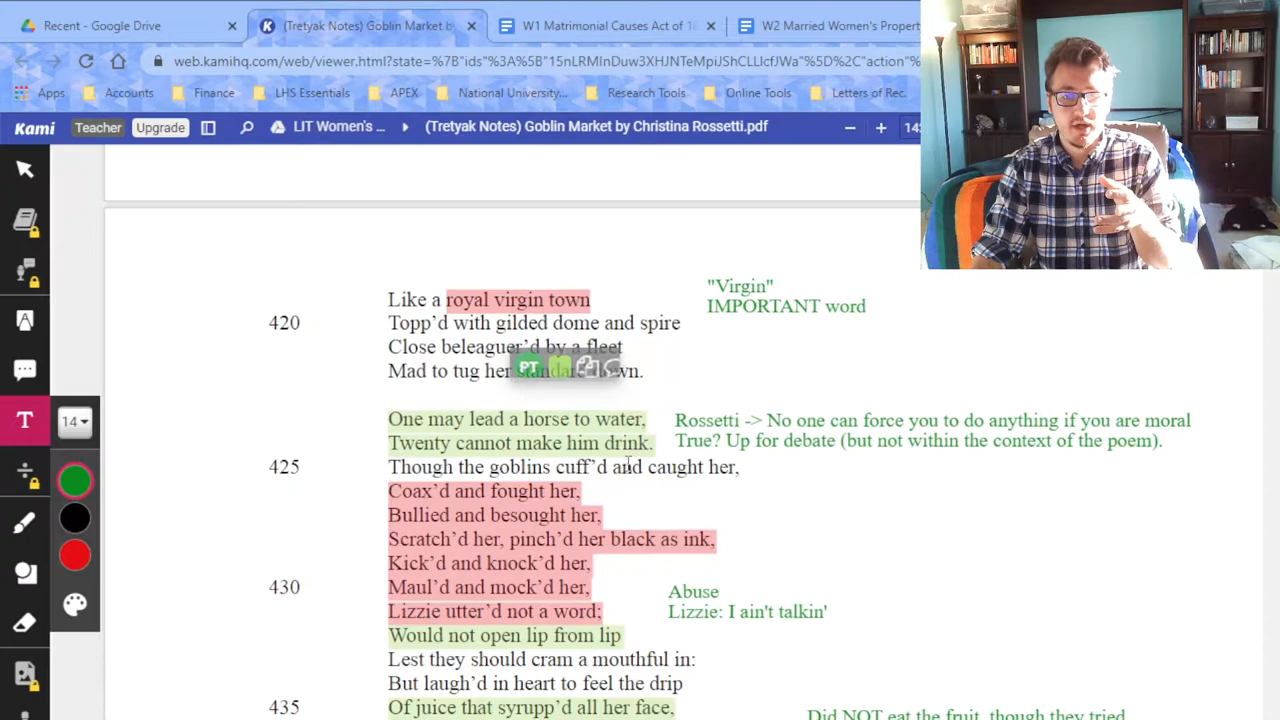 Recent - Google Drive
(Tretyak Notes) Goblin Market b
W1 Matrimonial Causes Act of 18
W2 Married Women's Property
web.kamihq.com/web/viewer.html?state=%7B"ids"%3A%5B"15nLRMInDuw3XHJNTeMpiJShCLLIcfJWa"%5D%2C"action"
Apps
Accounts
Finance
LHS Essentials
APEX
National University...
Research Tools
Online Tools
Letters of Rec.
Kami
Teacher
Upgrade
LIT Women's ...
(Tretyak Notes) Goblin Market by Christina Rossetti.pdf
Like a royal virgin town
420 Topp'd with gilded dome and spire
Close beleaguer'd by a fleet
Mad to tug her standard down.
"Virgin"
IMPORTANT word
PT
One may lead a horse to water,
Twenty cannot make him drink.
Rossetti -> No one can force you to do anything if you are moral
True? Up for debate (but not within the context of the poem).
T
14
425 Though the goblins cuff'd and caught her,
Coax'd and fought her,
Bullied and besought her,
Scratch'd her, pinch'd her black as ink,
Kick'd and knock'd her,
430 Maul'd and mock'd her,
Lizzie utter'd not a word;
Abuse
Lizzie: I ain't talkin'
Would not open lip from lip
Lest they should cram a mouthful in:
But laugh'd in heart to feel the drip
435 Of juice that syrupp'd all her face,
Did NOT eat the fruit, though they tried